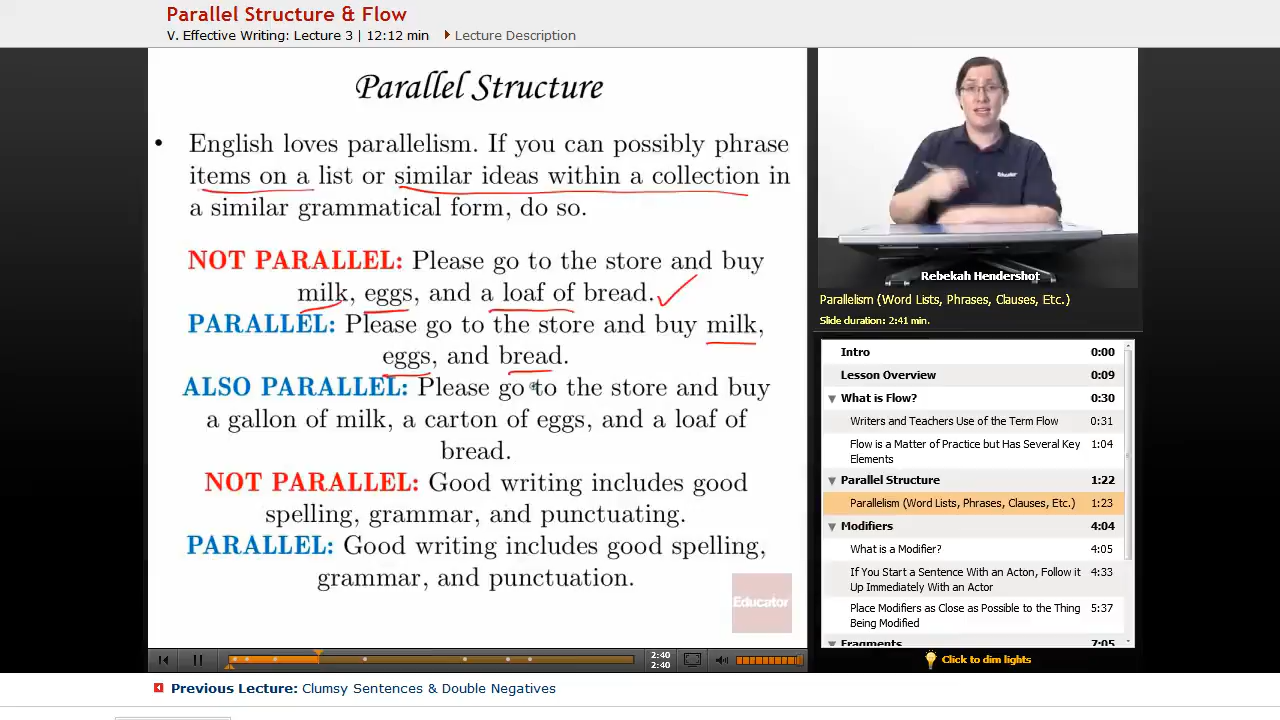 Parallel Structure & Flow
V. Effective Writing: Lecture 3 | 12:12 min
Lecture Description
Parallel Structure
• English loves parallelism. If you can possibly phrase
items on a list or similar ideas within a collection in
a similar grammatical form, do so.
NOT PARALLEL: Please go to the store and buy
milk, eggs, and a loaf of bread.
PARALLEL: Please go to the store and buy milk,
eggs, and bread.
ALSO PARALLEL: Please go to the store and buy
a gallon of milk, a carton of eggs, and a loaf of
bread.
NOT PARALLEL: Good writing includes good
spelling, grammar, and punctuating.
PARALLEL: Good writing includes good spelling,
grammar, and punctuation.
Educator
2:40
2:40
Educator
Rebekah Hendershot
Parallelism (Word Lists, Phrases, Clauses, Etc.)
Slide duration: 2:41 min.
Intro 0:00
Lesson Overview 0:09
What is Flow? 0:30
Writers and Teachers Use of the Term Flow 0:31
Flow is a Matter of Practice but Has Several Key 1:04
Elements
Parallel Structure 1:22
Parallelism (Word Lists, Phrases, Clauses, Etc.) 1:23
Modifiers 4:04
What is a Modifier? 4:05
If You Start a Sentence With an Acton, Follow it 4:33
Up Immediately With an Actor
Place Modifiers as Close as Possible to the Thing 5:37
Being Modified
Fragments 7:05
Click to dim lights
Previous Lecture: Clumsy Sentences & Double Negatives